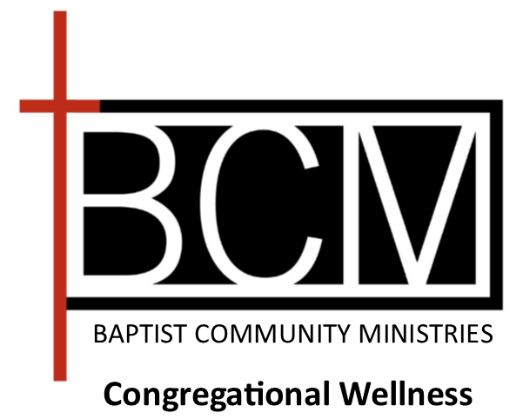 BCM
BAPTIST COMMUNITY MINISTRIES
Congregational Wellness